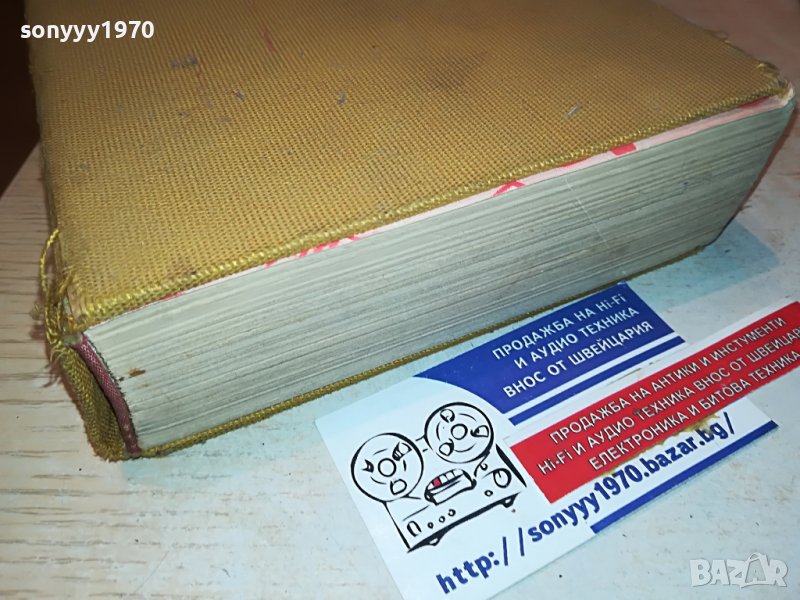 sonyyy1970
ПРОДАЖБА НА Hi-Fi
И АУДИО ТЕХНИКА
ВНОС ОТ ШВЕЙЦАРИЯ
ПРОДАЖБА НА АНТИКИ И ИНСТУМЕНТИ
Hi-Fi И АУДИО ТЕХНИКА ВНОС ОТ ШВЕЙЦАРИЯ
ЕЛЕКТРОНИКА И БИТОВА ТЕХНИКА
http://sonyyy1970.bazar.bg/
BAZAR